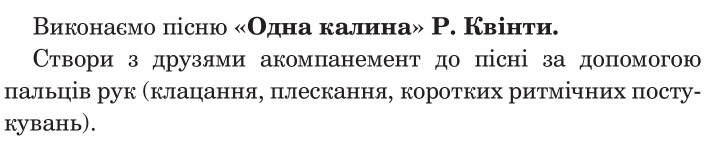 Виконаємо пісню «Одна калина» Р. Квінти.
Створи з друзями акомпанемент до пісні за допомогою
пальців рук (клацання, плескання, коротких ритмічних посту-
кувань).